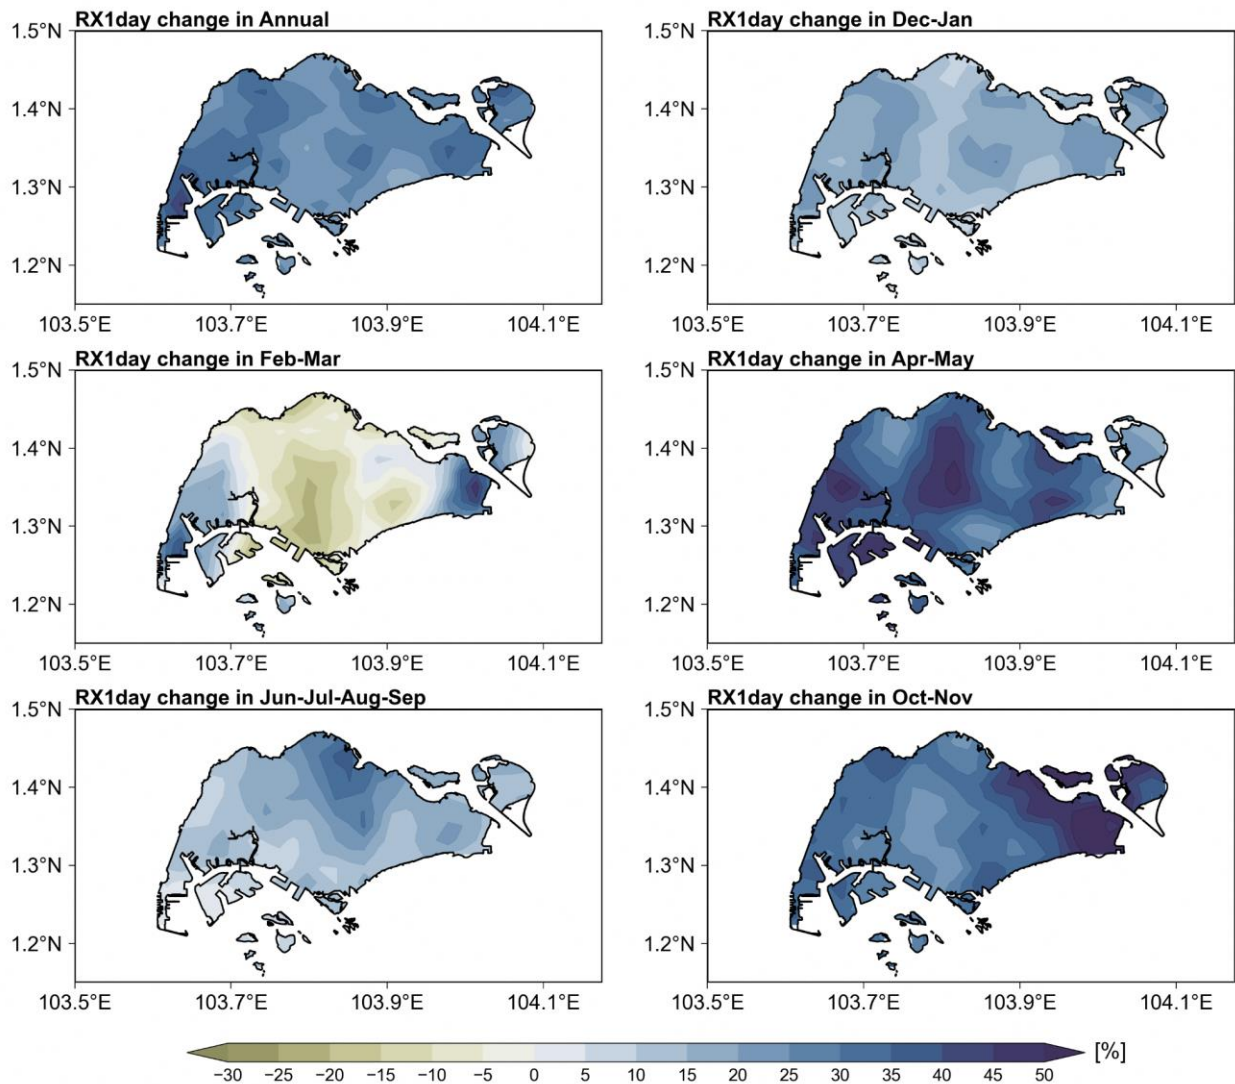 RX1day change in Annual
RX1day change in Dec-Jan
1.5°N
1.5°N
1.4°N
1.4°N
1.3°N
1.3°N
1.2°N
1.2°N
103.5°E 103.7°E 103.9°E 104.1°E
103.5°E 103.7°E 103.9°E 104.1°E
RX1day change in Feb-Mar
RX1day change in Apr-May
1.5°N
1.5°N
1.4°N
1.4°N
1.3°N
1.3°N
1.2°N
1.2°N
103.5°E 103.7°E 103.9°E 104.1°E
103.5°E 103.7°E 103.9°E 104.1°E
RX1day change in Jun-Jul-Aug-Sep
RX1day change in Oct-Nov
1.5°N
1.5°N
1.4°N
1.4°N
1.3°N
1.3°N
1.2°N
1.2°N
103.5°E 103.7°E 103.9°E 104.1°E
103.5°E 103.7°E 103.9°E 104.1°E
[%]
−30 −25 −20 −15 −10 −5 0 5 10 15 20 25 30 35 40 45 50